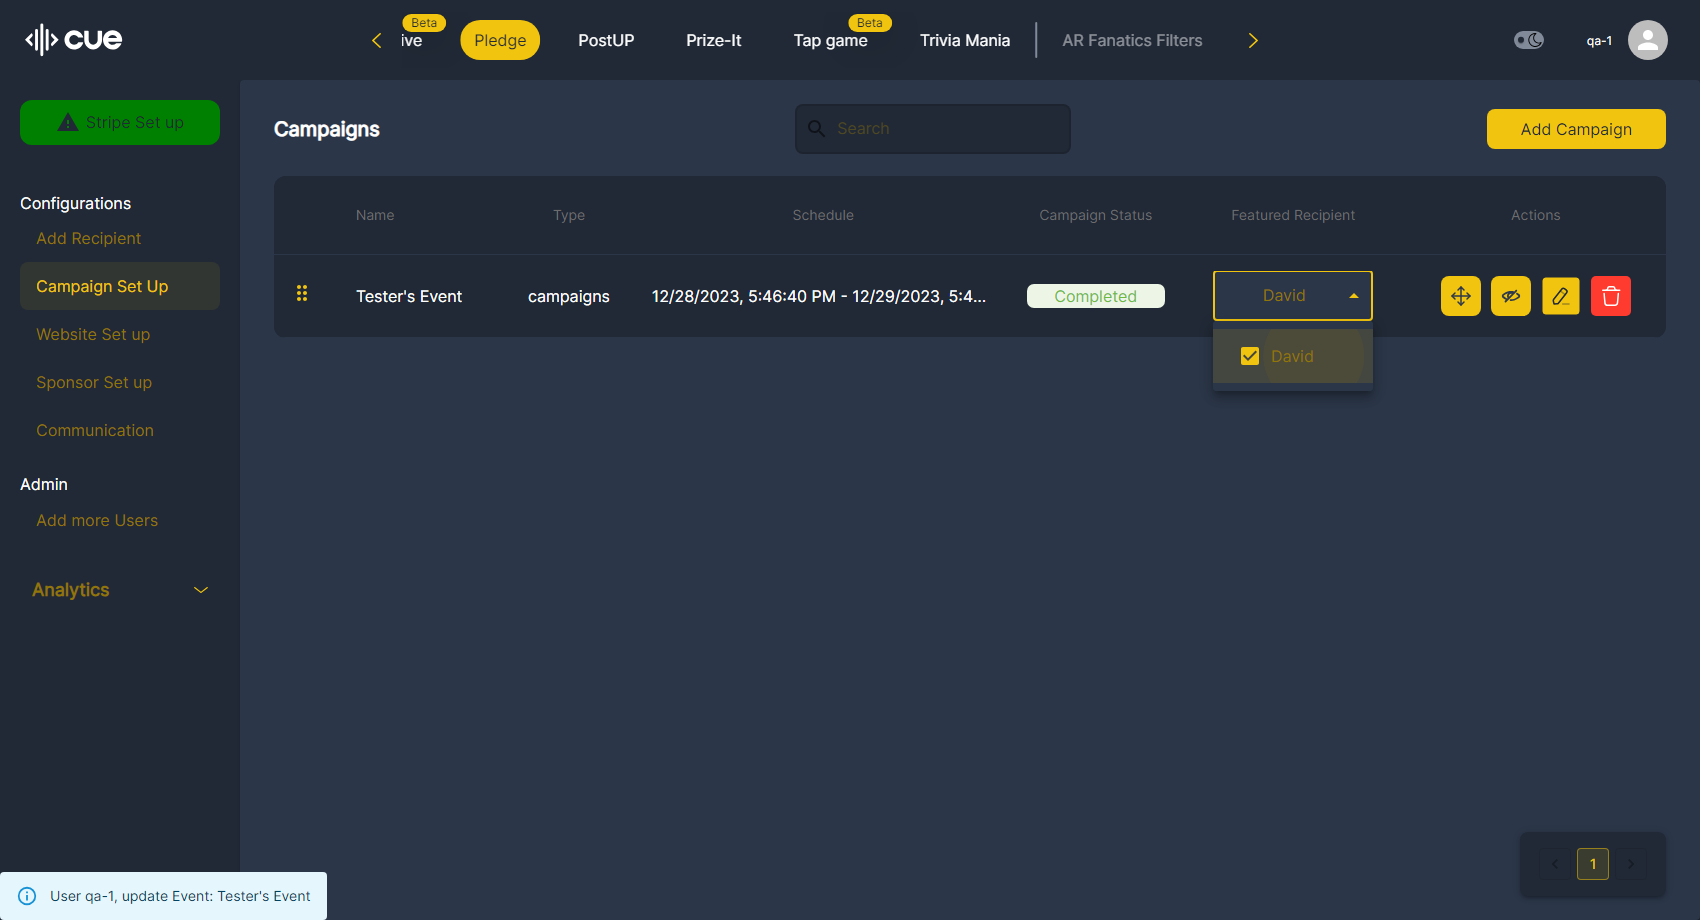 cue
Beta
ive
Pledge
PostUP
Prize-It
Tap game
Beta
Trivia Mania
AR Fanatics Filters
qa-1
Stripe Set up
Configurations
Add Recipient
Campaign Set Up
Website Set up
Sponsor Set up
Communication
Admin
Add more Users
Analytics
Campaigns
Search
Add Campaign
Name Type Schedule Campaign Status Featured Recipient Actions
Tester's Event campaigns 12/28/2023, 5:46:40 PM - 12/29/2023, 5:4... Completed David
David
1
User qa-1, update Event: Tester's Event